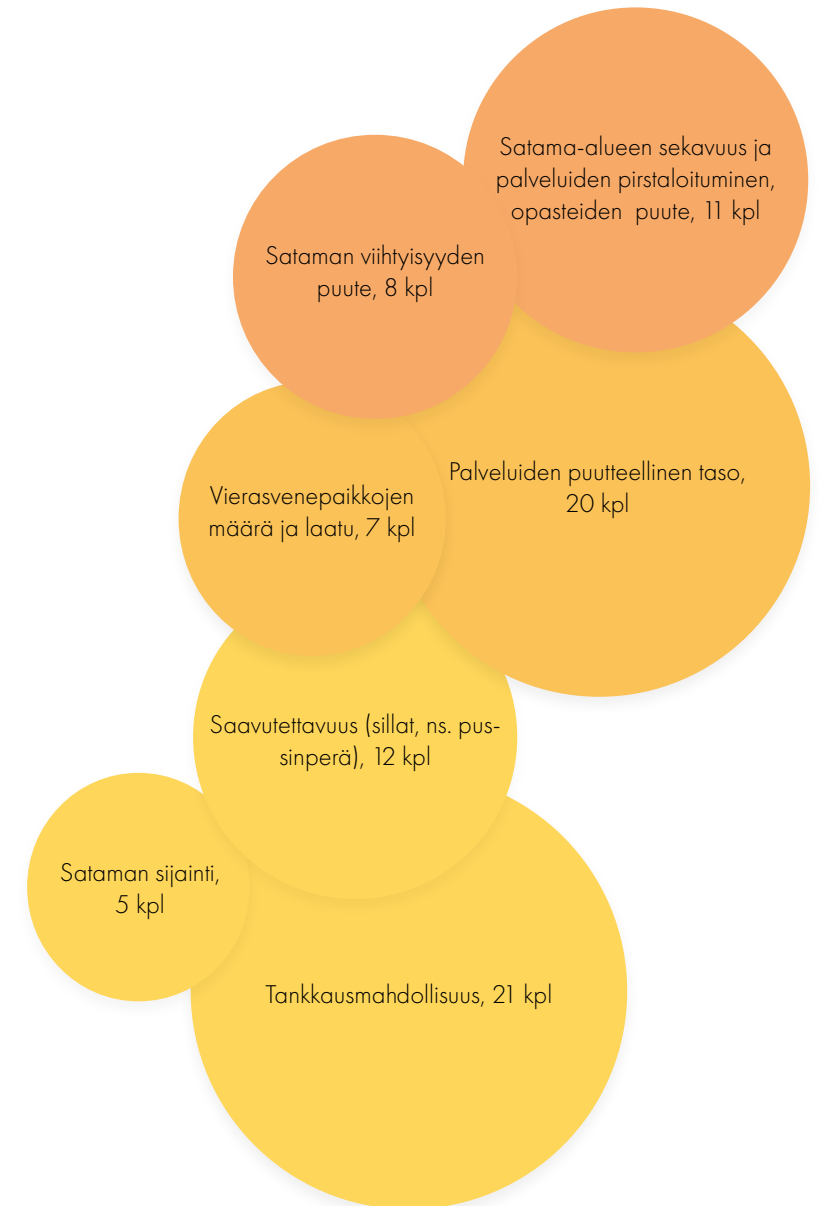 Satama-alueen sekavuus ja
palveluiden pirstaloituminen,
opasteiden puute, 11 kpl
Sataman viihtyisyyden
puute, 8 kpl
Palveluiden puutteellinen taso,
20 kpl
Vierasvenepaikkojen
määrä ja laatu, 7 kpl
Saavutettavuus (sillat, ns. pus-
sinperä), 12 kpl
Sataman sijainti,
5 kpl
Tankkausmahdollisuus, 21 kpl